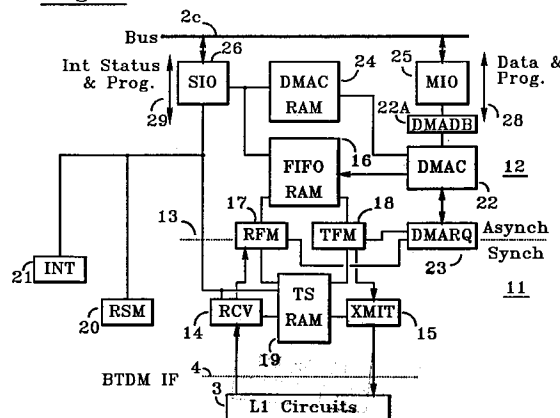 2c
Bus
26
24
25
Int Status
& Prog.
SIO
DMAC
RAM
MIO
Data &
Prog.
22A
DMADB
29
28
16
FIFO
RAM
DMAC
12
22
17
18
13
RFM
TFM
DMARQ
Asynch
Synch
23
21
INT
11
20
RSM
14
RCV
TS
RAM
XMIT
15
19
BTDM IF
4
3
L1 Circuits